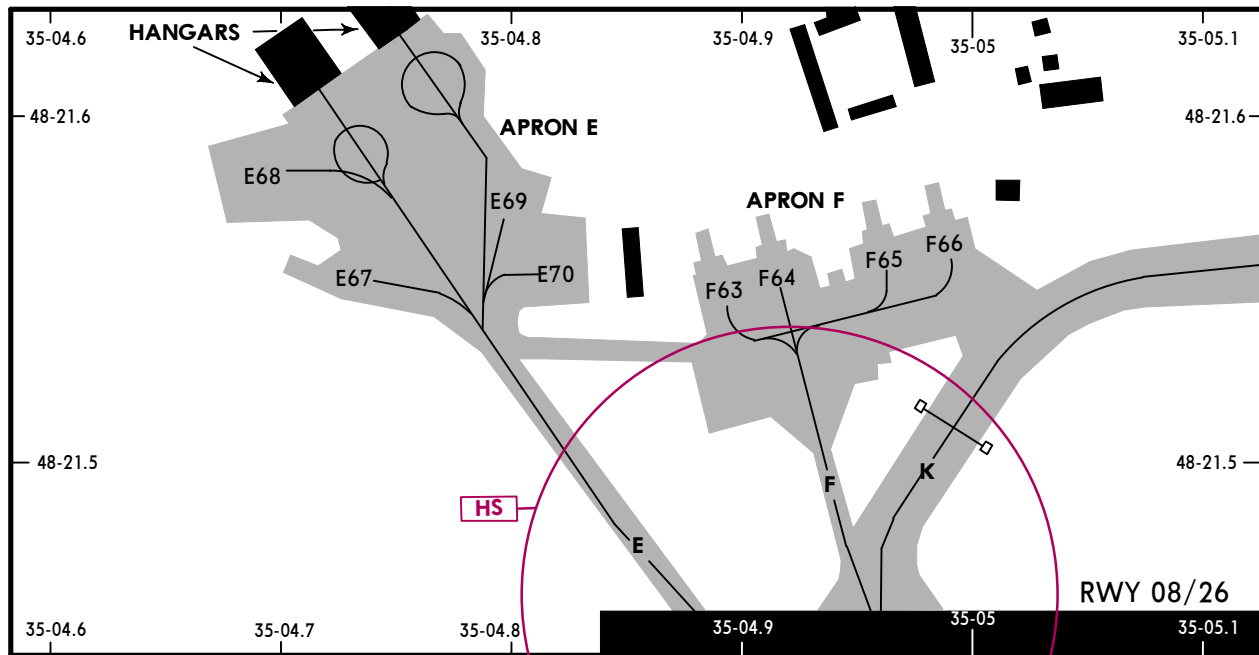 HANGARS
35-04.6
35-04.8
35-04.9
35-05
35-05.1
48-21.6
48-21.6
APRON E
E68
E69
APRON F
E67
E70
F63
F64
F65
F66
48-21.5
48-21.5
K
F
HS
E
RWY 08/26
35-04.6
35-04.7
35-04.8
35-04.9
35-05
35-05.1